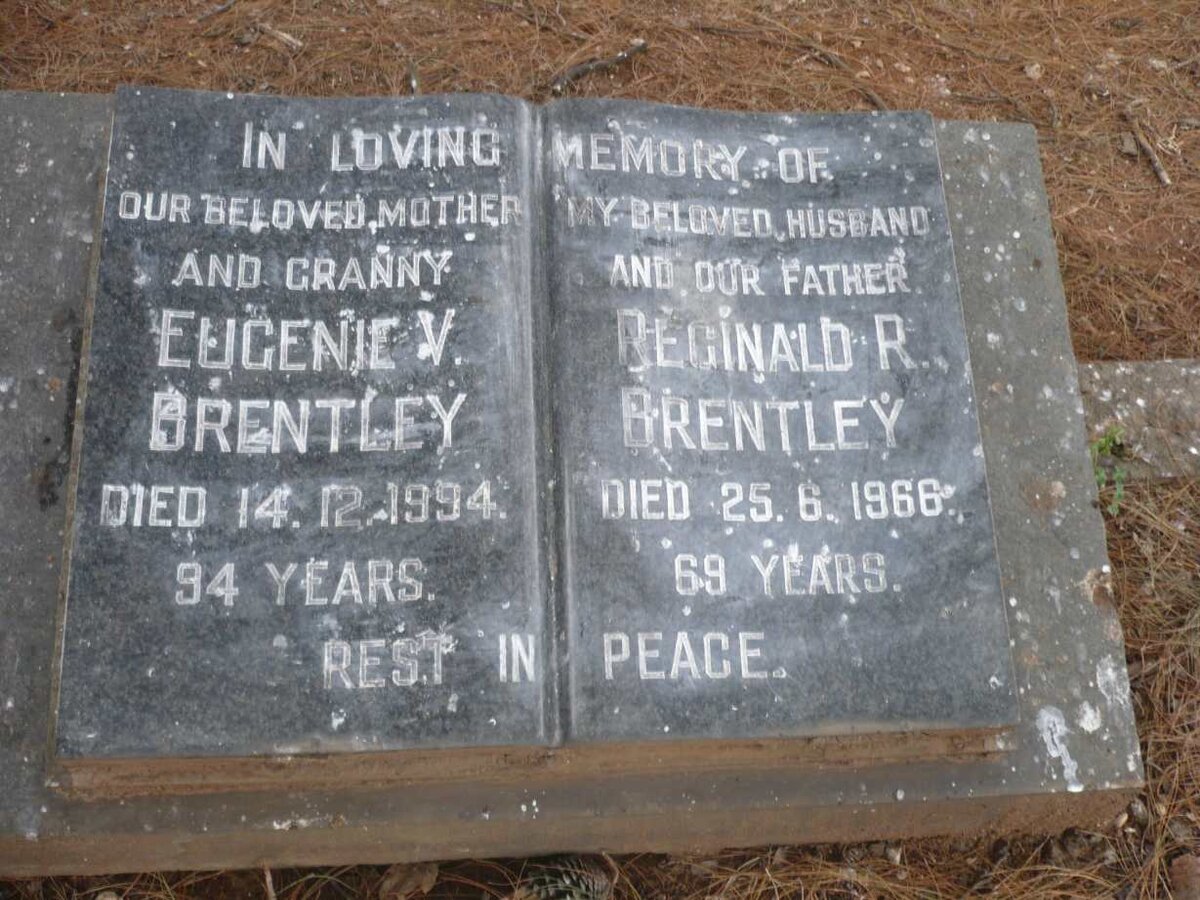 IN LOVING MEMORY OF
OUR BELOVED MOTHER
AND GRANNY
EUGENIE V.
BRENTLEY
DIED 14.12.1994.
94 YEARS.
MY BELOVED HUSBAND
AND OUR FATHER
REGINALD R.
BRENTLEY
DIED 25.6.1966.
69 YEARS.
REST IN PEACE.